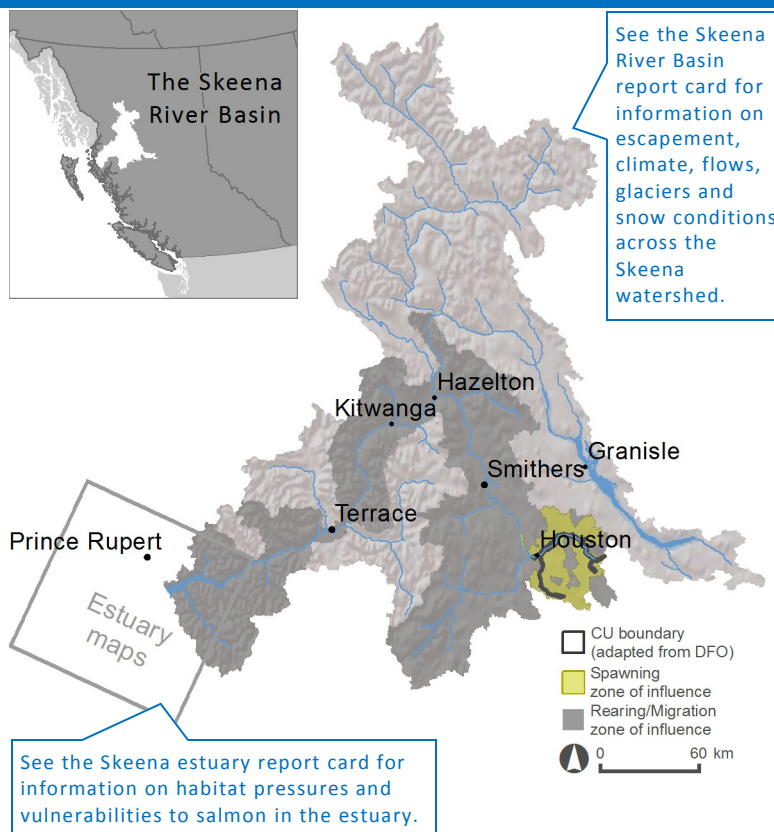 The Skeena
River Basin
See the Skeena
River Basin
report card for
information on
escapement,
climate, flows,
glaciers and
snow conditions
across the
Skeena
watershed.
Hazelton
Kitwanga
Granisle
Smithers
Terrace
Prince Rupert
Houston
Estuary
maps
CU boundary
(adapted from DFO)
Spawning
zone of influence
Rearing/Migration
zone of influence
0 60 km
See the Skeena estuary report card for
information on habitat pressures and
vulnerabilities to salmon in the estuary.